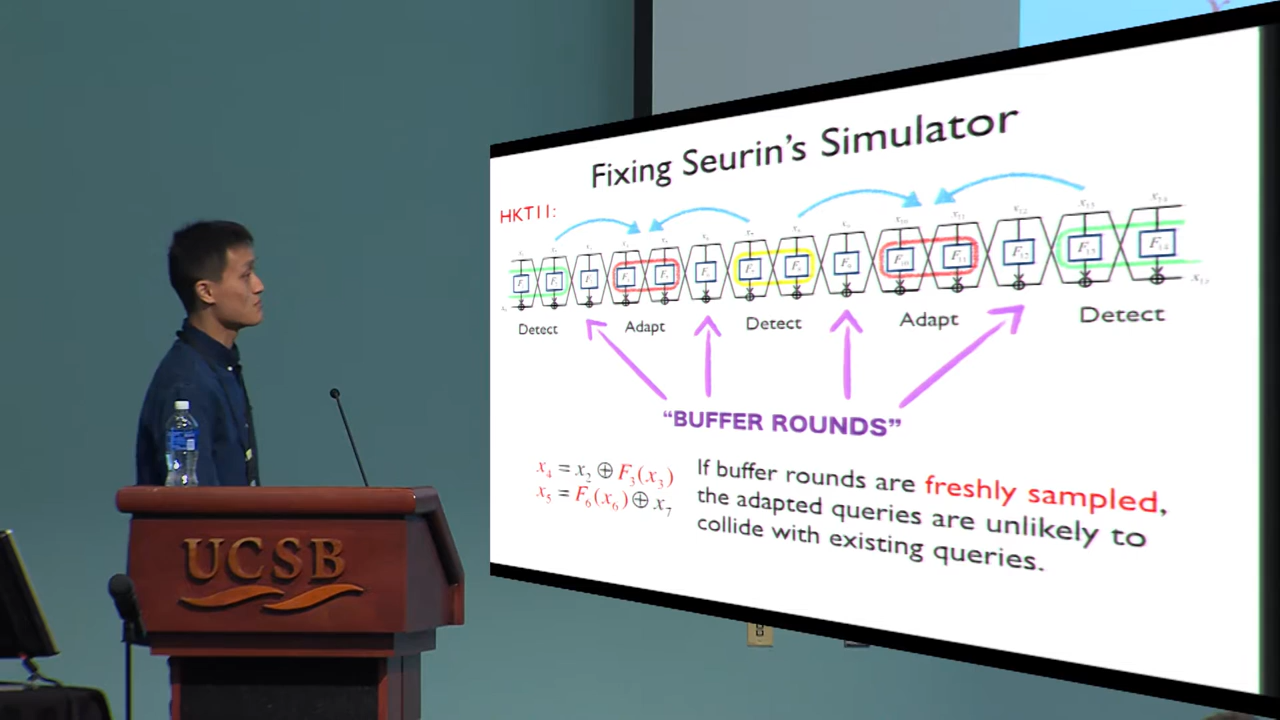 Fixing Seurin's Simulator
HKT11:
Detect Adapt Detect Adapt Detect
"BUFFER ROUNDS"
x₄ = x₂ ⊕ F₃(x₃)
x₅ = F₆(x₆) ⊕ x₇
If buffer rounds are freshly sampled,
the adapted queries are unlikely to
collide with existing queries.
UCSB